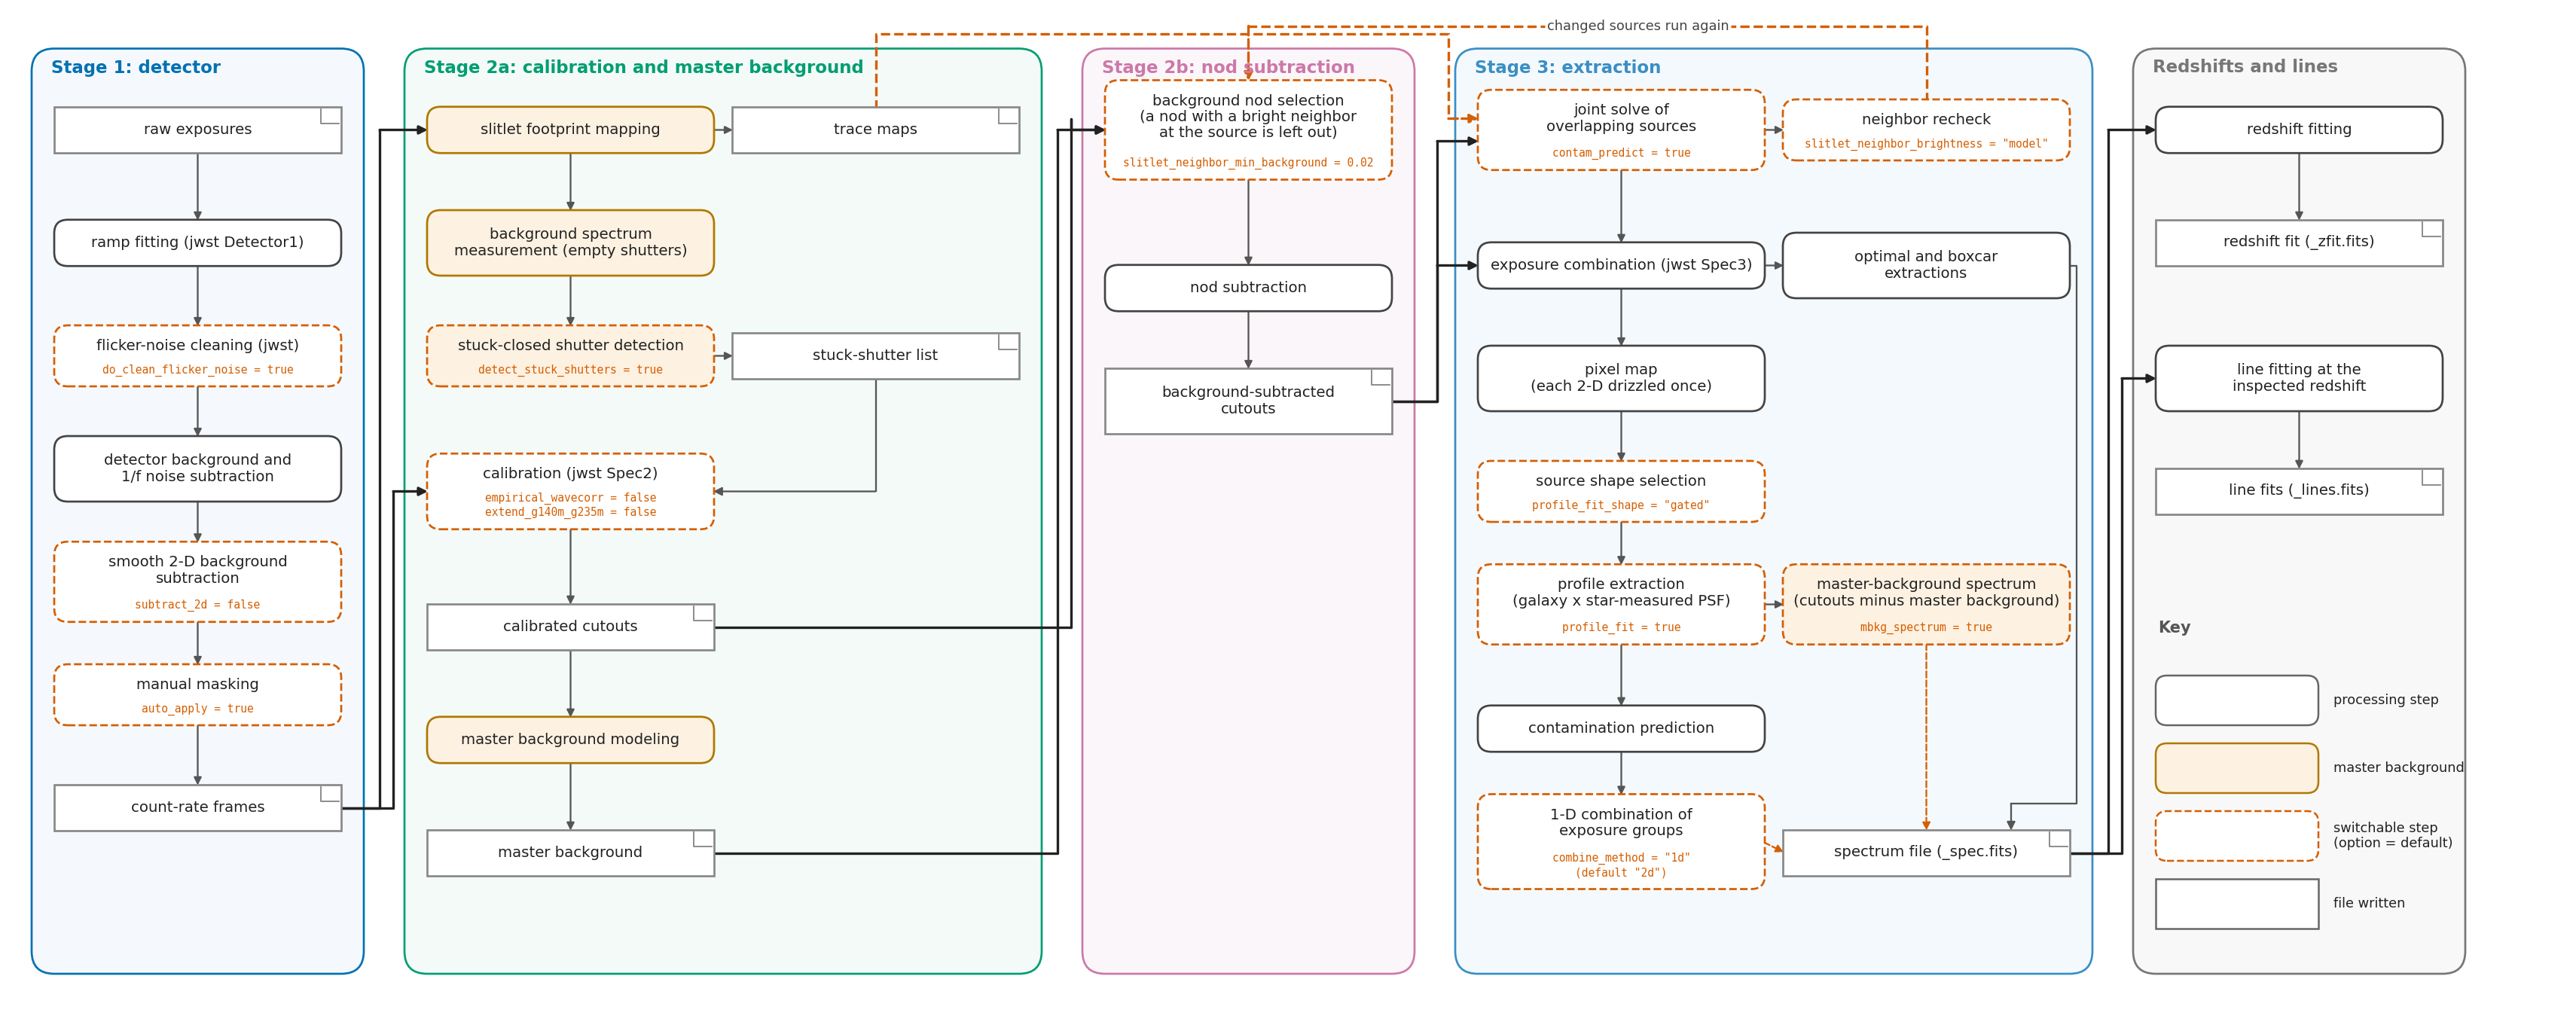 changed sources run again
Stage 1: detector
raw exposures
ramp fitting (jwst Detector1)
flicker-noise cleaning (jwst)
do_clean_flicker_noise = true
detector background and
1/f noise subtraction
smooth 2-D background
subtraction
subtract_2d = false
manual masking
auto_apply = true
count-rate frames
Stage 2a: calibration and master background
slitlet footprint mapping
trace maps
background spectrum
measurement (empty shutters)
stuck-closed shutter detection
detect_stuck_shutters = true
stuck-shutter list
calibration (jwst Spec2)
empirical_wavecorr = false
extend_g140m_g235m = false
calibrated cutouts
master background modeling
master background
Stage 2b: nod subtraction
background nod selection
(a nod with a bright neighbor
at the source is left out)
slitlet_neighbor_min_background = 0.02
nod subtraction
background-subtracted
cutouts
Stage 3: extraction
joint solve of
overlapping sources
contam_predict = true
neighbor recheck
slitlet_neighbor_brightness = "model"
exposure combination (jwst Spec3)
optimal and boxcar
extractions
pixel map
(each 2-D drizzled once)
source shape selection
profile_fit_shape = "gated"
profile extraction
(galaxy x star-measured PSF)
profile_fit = true
master-background spectrum
(cutouts minus master background)
mbkg_spectrum = true
contamination prediction
1-D combination of
exposure groups
combine_method = "1d"
(default "2d")
spectrum file (_spec.fits)
Redshifts and lines
redshift fitting
redshift fit (_zfit.fits)
line fitting at the
inspected redshift
line fits (_lines.fits)
Key
processing step
master background
switchable step
(option = default)
file written